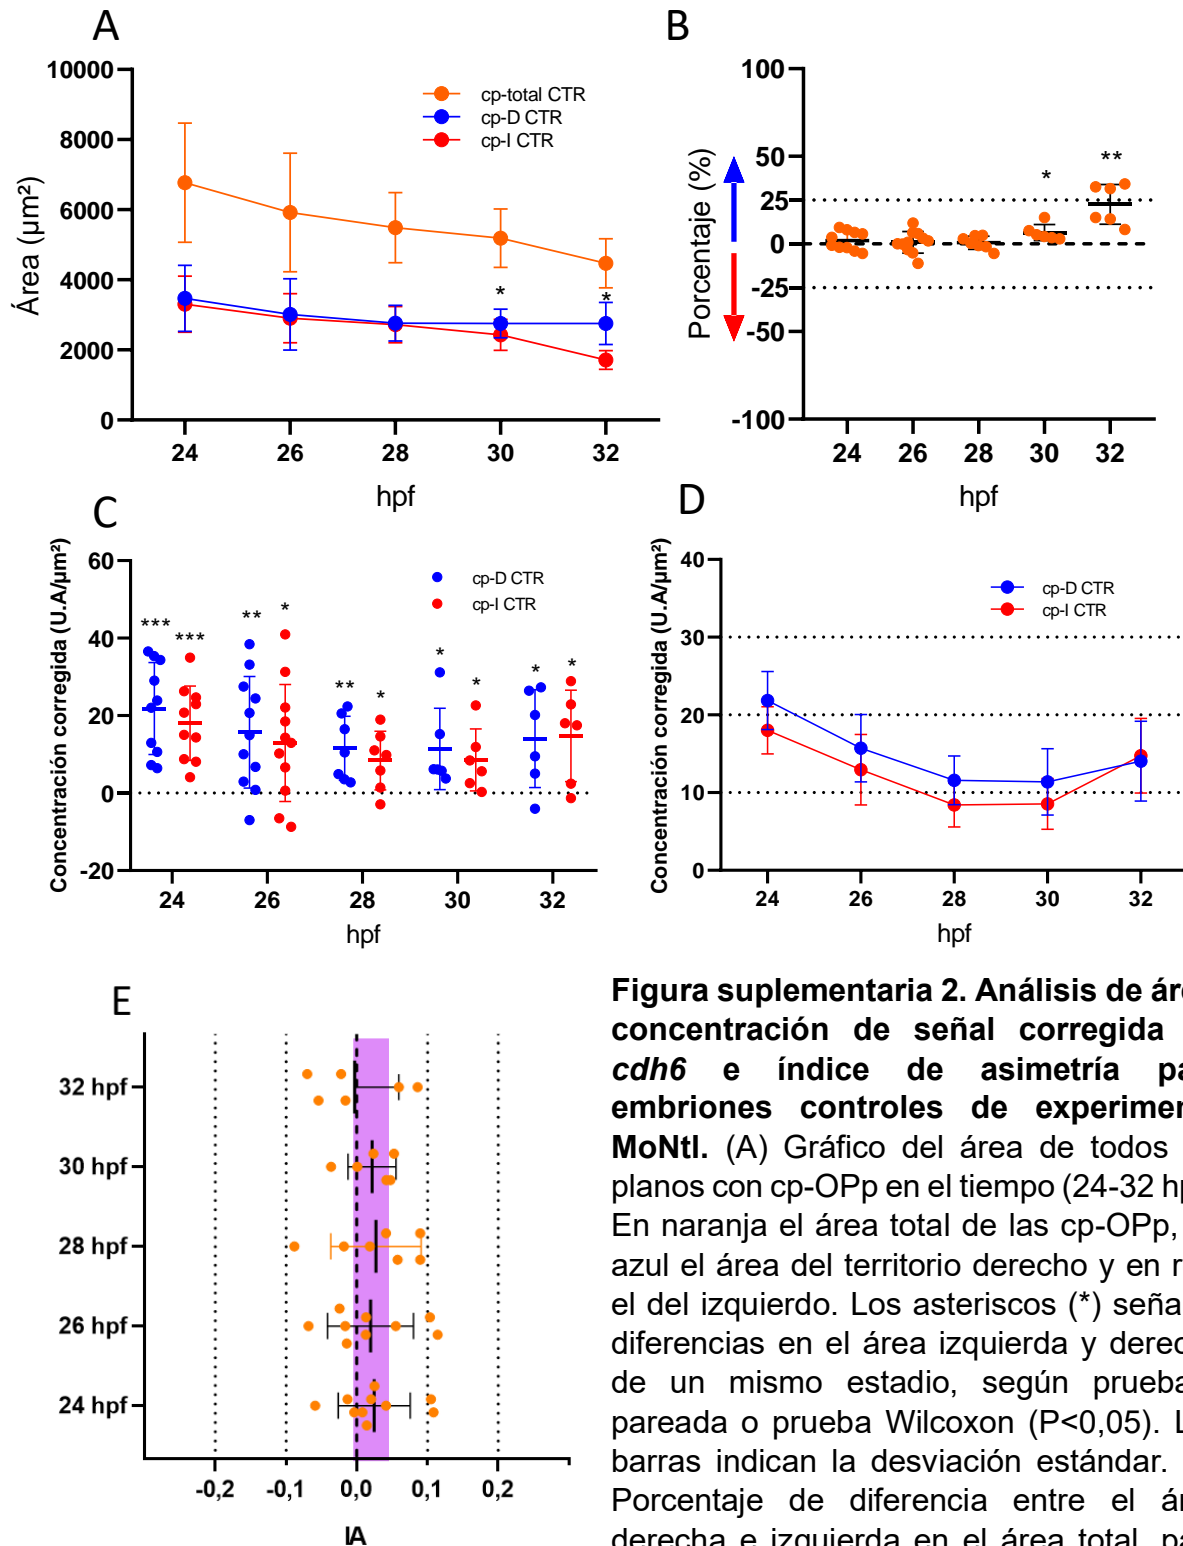 A
10000
8000
6000
4000
2000
0
Área (µm²)
cp-total CTR
cp-D CTR
cp-I CTR
*
*
24 26 28 30 32
hpf
B
100
50
25
0
-25
-50
-100
Porcentaje (%)
*
**
24 26 28 30 32
hpf
C
60
40
20
0
-20
Concentración corregida (U.A/µm²)
cp-D CTR
cp-I CTR
*** *** ** * ** * * * * *
24 26 28 30 32
hpf
D
40
30
20
10
0
Concentración corregida (U.A/µm²)
cp-D CTR
cp-I CTR
24 26 28 30 32
hpf
E
32 hpf
30 hpf
28 hpf
26 hpf
24 hpf
-0,2 -0,1 0,0 0,1 0,2
IA
Figura suplementaria 2. Análisis de
concentración de señal corregida
cdh6 e índice de asimetría
embriones controles de
MoNtl. (A) Gráfico del área de todos
planos con cp-OPp en el tiempo (24-32
En naranja el área total de las cp-OPp,
azul el área del territorio derecho y en
el del izquierdo. Los asteriscos (*)
diferencias en el área izquierda y
de un mismo estadio, según
pareada o prueba Wilcoxon (P<0,05).
barras indican la desviación estándar.
Porcentaje de diferencia entre el
derecha e izquierda en el área total,